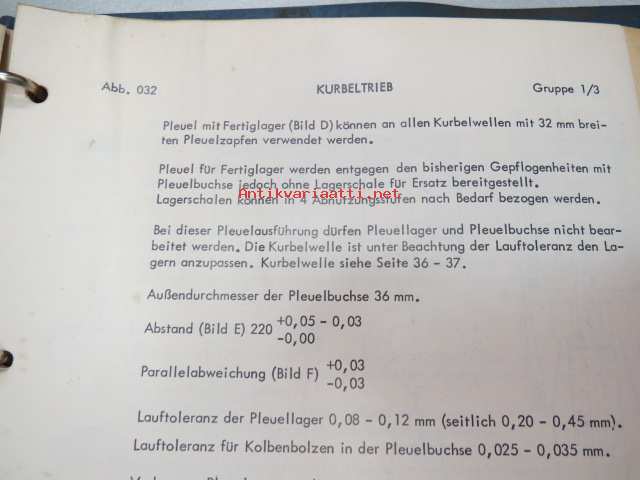 Abb. 032 KURBELTRIEB Gruppe 1/3
Pleuel mit Fertiglager (Bild D) können an allen Kurbelwellen mit 32 mm brei-
ten Pleuelzapfen verwendet werden.
Pleuel für Fertiglager werden entgegen den bisherigen Gepflogenheiten mit
Pleuelbuchse jedoch ohne Lagerschale für Ersatz bereitgestellt.
Antikvariaatti.net
Lagerschalen können in 4 Abnutzungsstufen nach Bedarf bezogen werden.
Bei dieser Pleuelausführung dürfen Pleuellager und Pleuelbuchse nicht bear-
beitet werden. Die Kurbelwelle ist unter Beachtung der Lauftoleranz den La-
gern anzupassen. Kurbelwelle siehe Seite 36 - 37.
Außendurchmesser der Pleuelbuchse 36 mm.
Abstand (Bild E) 220 +0,05 - 0,03
-0,00
Parallelabweichung (Bild F) +0,03
-0,03
Lauftoleranz der Pleuellager 0,08 - 0,12 mm (seitlich 0,20 - 0,45 mm).
Lauftoleranz für Kolbenbolzen in der Pleuelbuchse 0,025 - 0,035 mm.